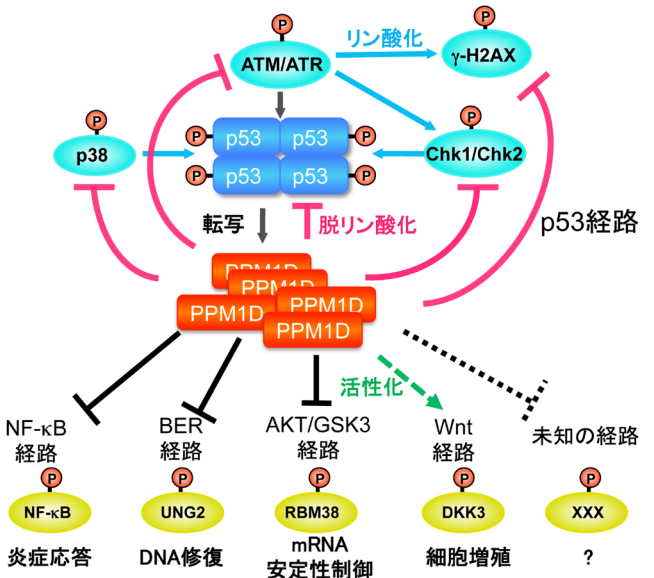 P
P
リン酸化
ATM/ATR
γ-H2AX
P
P
P
p53
p53
P
p38
Chk1/Chk2
P
p53
p53
P
転写
脱リン酸化
p53経路
PPM1D
PPM1D
PPM1D
PPM1D
PPM1D
活性化
NF-κB
経路
BER
経路
AKT/GSK3
経路
Wnt
経路
未知の経路
P
P
P
P
P
NF-κB
UNG2
RBM38
DKK3
XXX
炎症応答
DNA修復
mRNA
安定性制御
細胞増殖
?